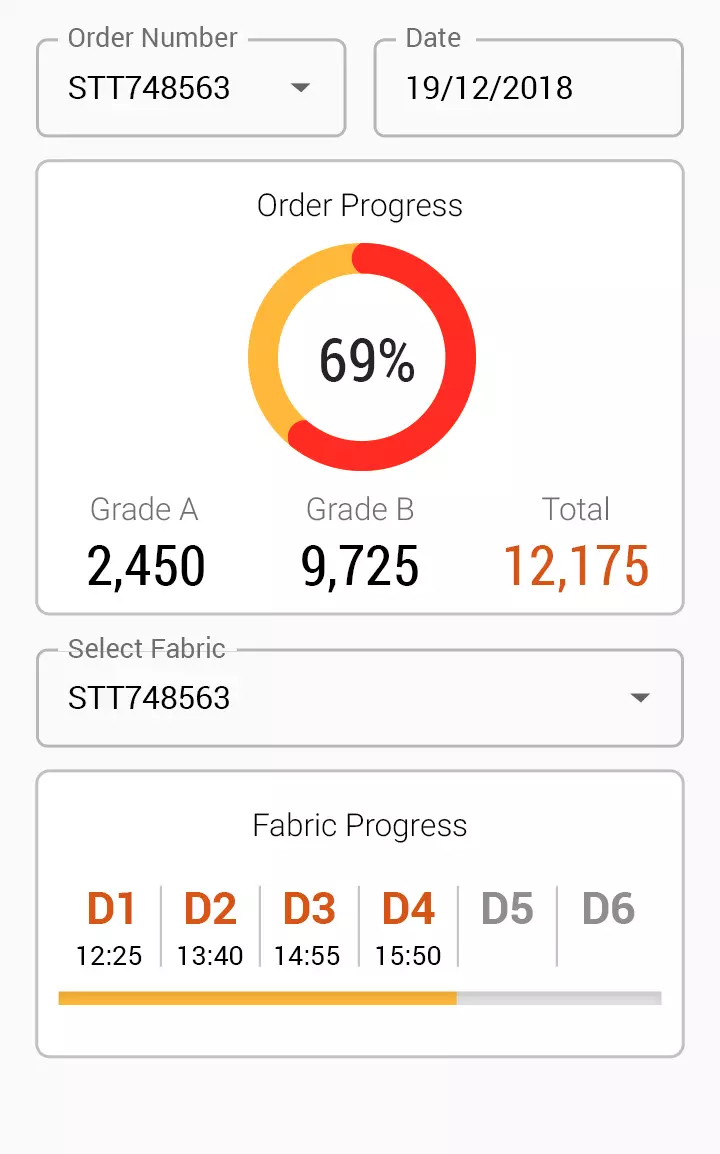 Order Number
Date
STT748563
19/12/2018
Order Progress
69%
Grade A
Grade B
Total
2,450
9,725
12,175
Select Fabric
STT748563
Fabric Progress
D1
D2
D3
D4
D5
D6
12:25
13:40
14:55
15:50